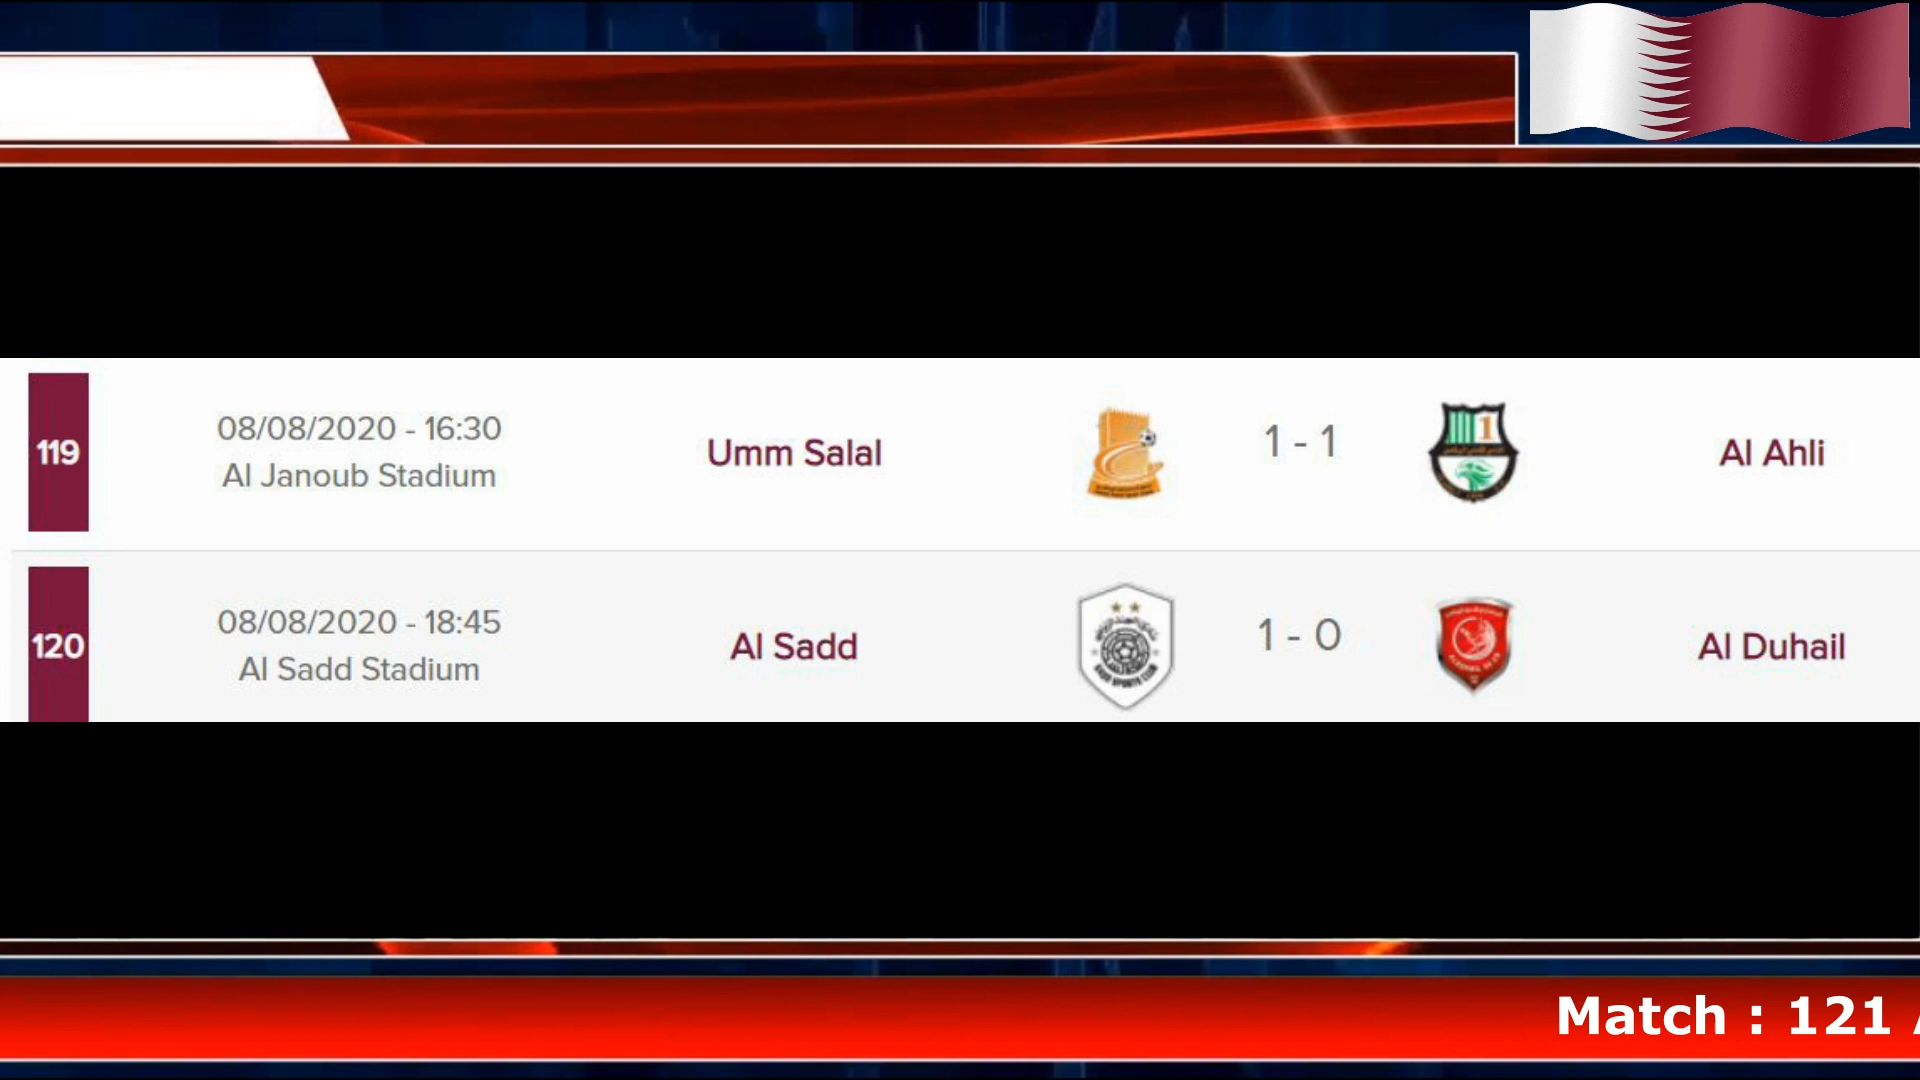 119
08/08/2020 - 16:30
Al Janoub Stadium
Umm Salal
1 - 1
1
Al Ahli
120
08/08/2020 - 18:45
Al Sadd Stadium
Al Sadd
1 - 0
Al Duhail
Match : 121